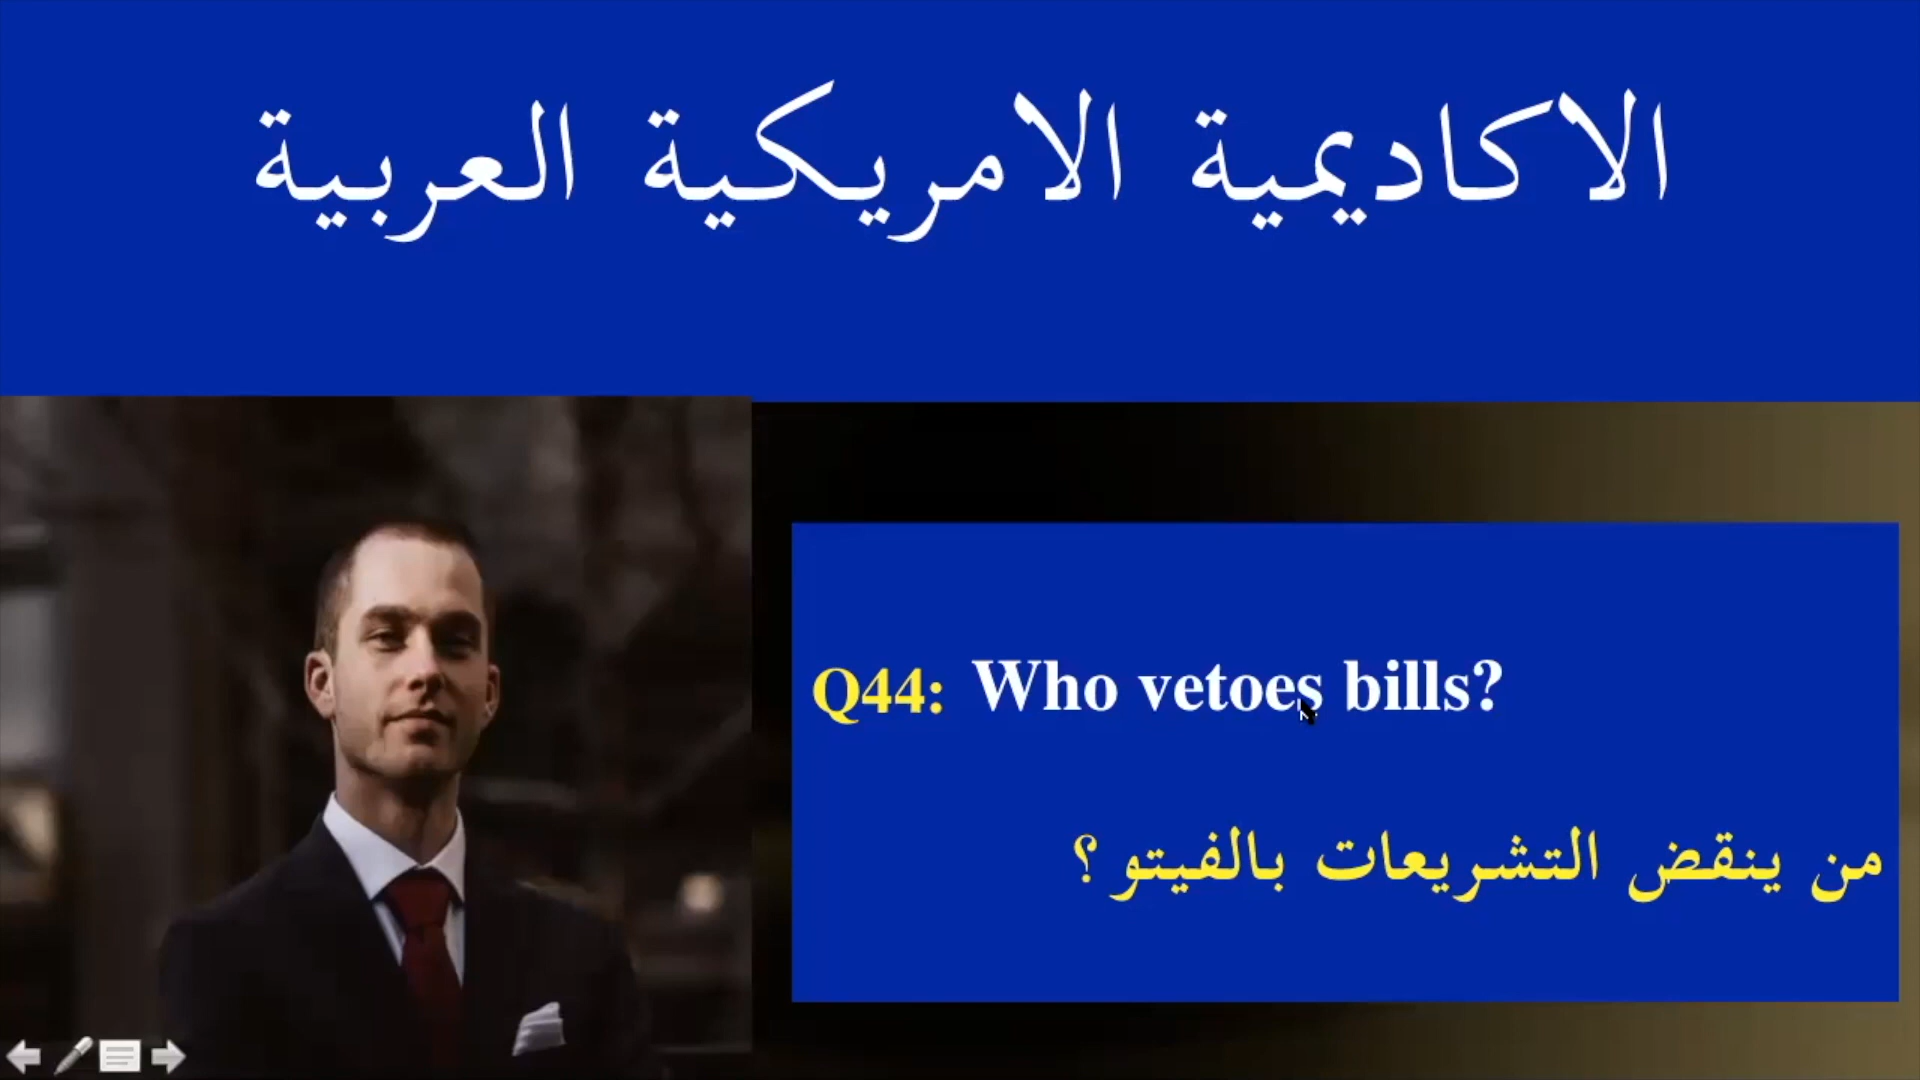 الاكاديمية الامريكية العربية
Q44: Who vetoes bills?
من ينقض التشريعات بالفيتو ؟